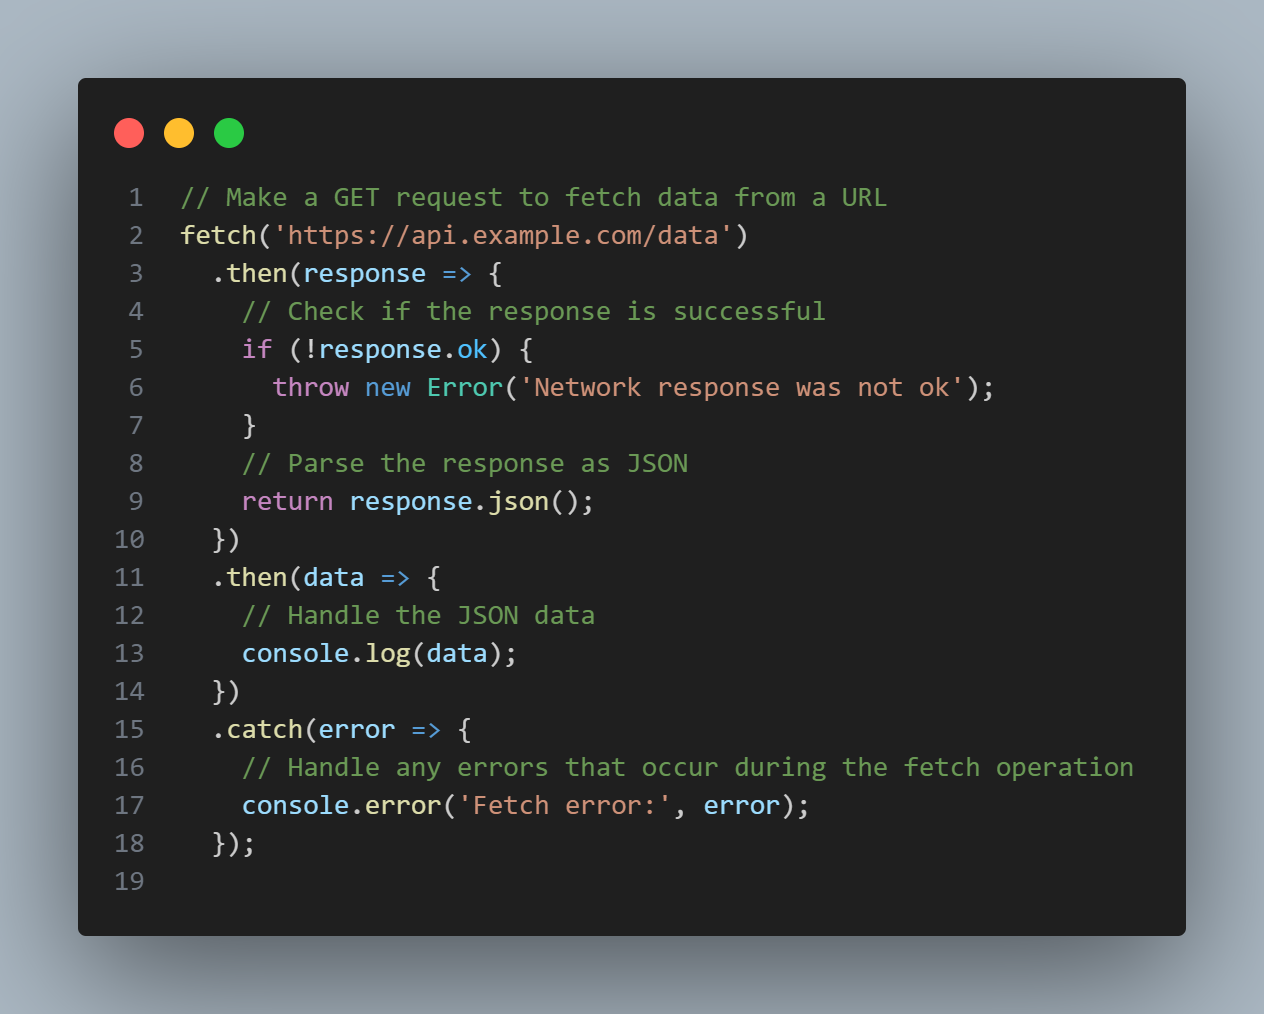 1 // Make a GET request to fetch data from a URL
2 fetch('https://api.example.com/data')
3   .then(response => {
4     // Check if the response is successful
5     if (!response.ok) {
6       throw new Error('Network response was not ok');
7     }
8     // Parse the response as JSON
9     return response.json();
10   })
11   .then(data => {
12     // Handle the JSON data
13     console.log(data);
14   })
15   .catch(error => {
16     // Handle any errors that occur during the fetch operation
17     console.error('Fetch error:', error);
18   });
19